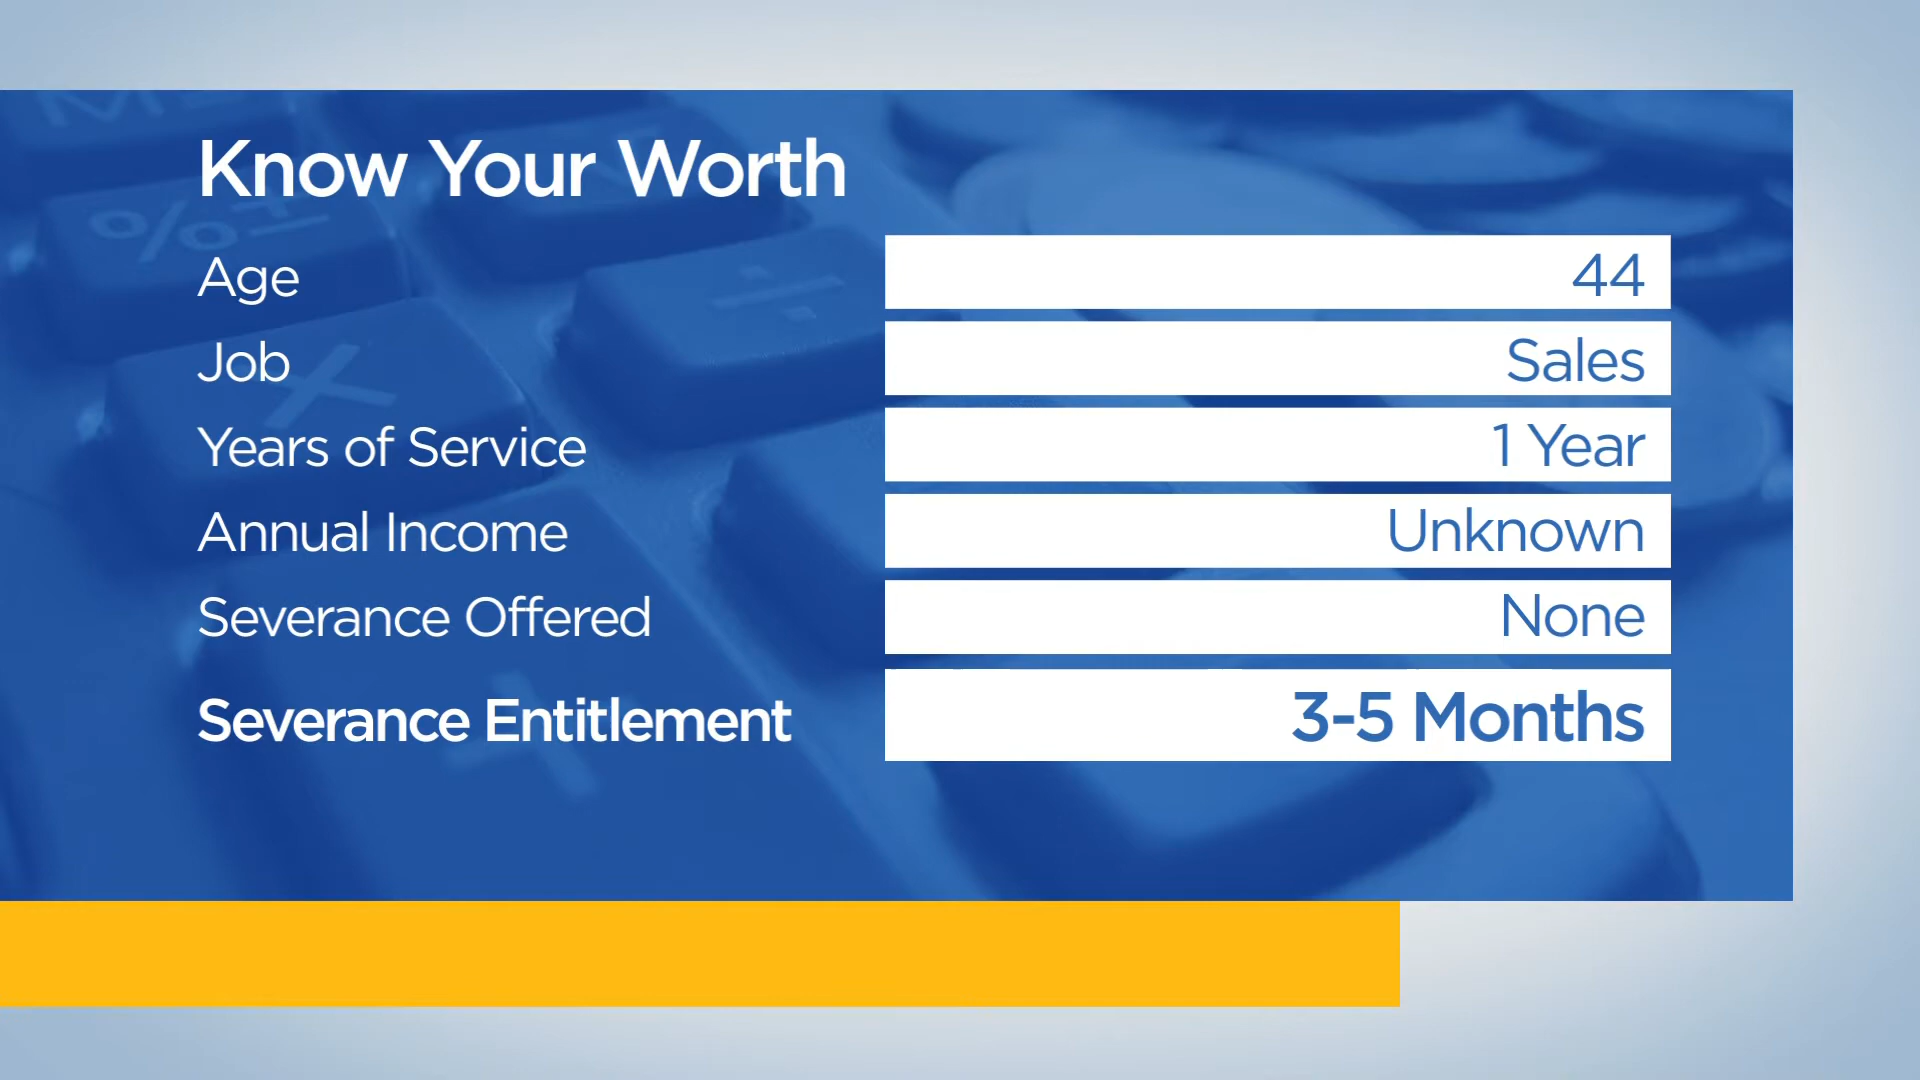 Know Your Worth
Age 44
Job Sales
Years of Service 1 Year
Annual Income Unknown
Severance Offered None
Severance Entitlement 3-5 Months